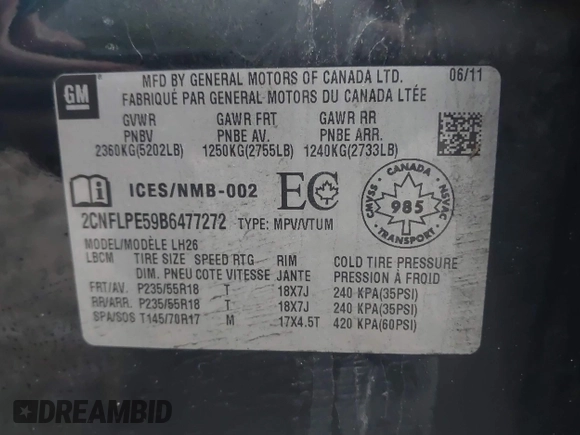 GM
MFD BY GENERAL MOTORS OF CANADA LTD. 06/11
FABRIQUÉ PAR GENERAL MOTORS DU CANADA LTÉE
GVWR GAWR FRT GAWR RR
PNBV PNBE AV. PNBE ARR.
2360KG(5202LB) 1250KG(2755LB) 1240KG(2733LB)
ICES/NMB-002 EC
CMVSS NSVAC
CANADA
985
2CNFLPE59B6477272 TYPE: MPV/VTUM
MODEL/MODÈLE LH26
LBCM TIRE SIZE SPEED RTG RIM COLD TIRE PRESSURE
DIM. PNEU COTE VITESSE JANTE PRESSION À FROID
FRT/AV. P235/55R18 T 18X7J 240 KPA(35PSI)
RR/ARR. P235/55R18 T 18X7J 240 KPA(35PSI)
SPA/SOS T145/70R17 M 17X4.5T 420 KPA(60PSI)
DREAMBID